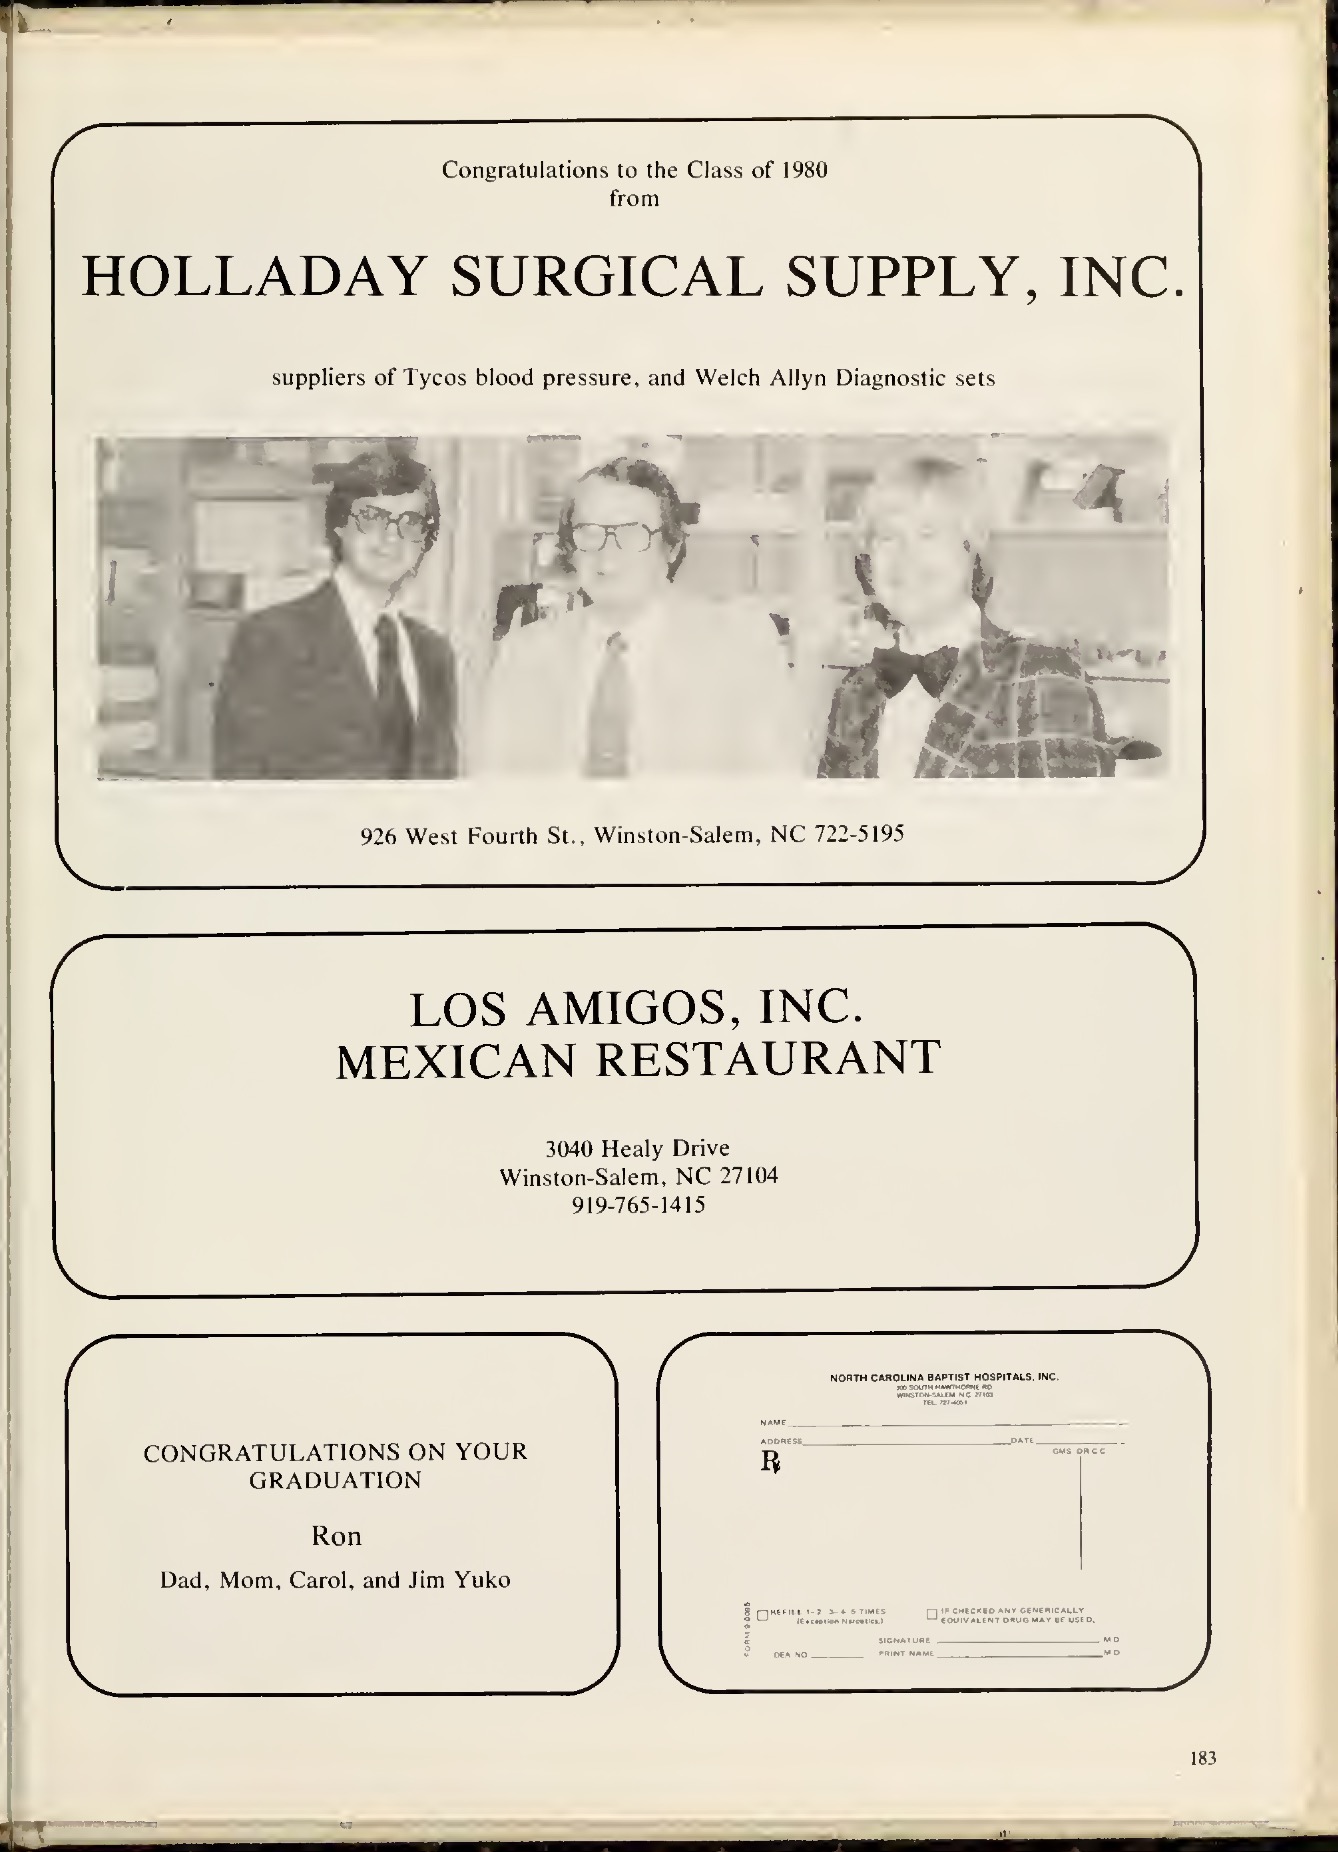 Congratulations to the Class of 1980
from
HOLLADAY SURGICAL SUPPLY, INC.
suppliers of Tycos blood pressure, and Welch Allyn Diagnostic sets
926 West Fourth St., Winston-Salem, NC 722-5195
LOS AMIGOS, INC.
MEXICAN RESTAURANT
3040 Healy Drive
Winston-Salem, NC 27104
919-765-1415
CONGRATULATIONS ON YOUR
GRADUATION
Ron
Dad, Mom, Carol, and Jim Yuko
NORTH CAROLINA BAPTIST HOSPITALS, INC.
300 SOUTH HAWTHORNE RD
WINSTON-SALEM N C 27103
TEL. 727-4051
NAME
ADDRESS DATE
℞ GMS OR C C
REFILL 1-2 3-4 5 TIMES
(Exception Narcotics.)
IF CHECKED ANY GENERICALLY
EQUIVALENT DRUG MAY BE USED.
SIGNATURE M D
DEA NO PRINT NAME M D
183